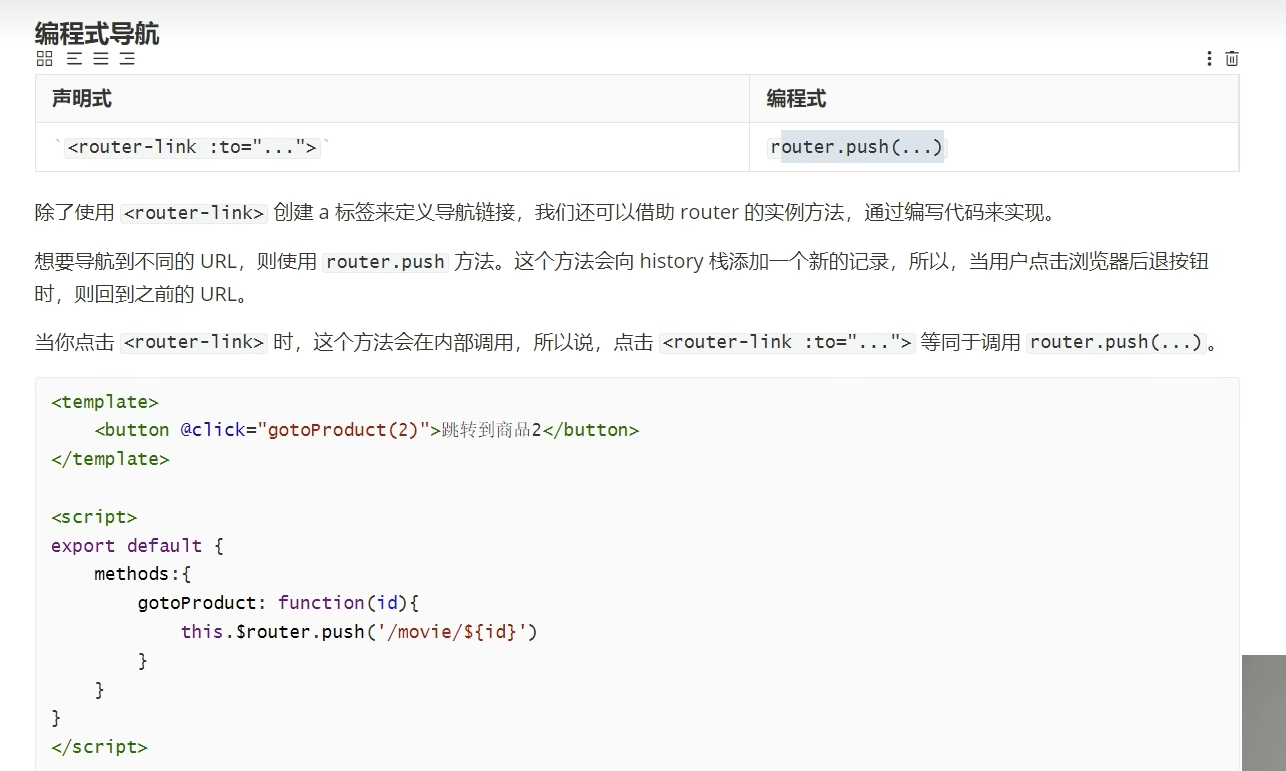 编程式导航
声明式 编程式
`<router-link :to="...">` router.push(...)
除了使用 <router-link> 创建 a 标签来定义导航链接，我们还可以借助 router 的实例方法，通过编写代码来实现。
想要导航到不同的 URL，则使用 router.push 方法。这个方法会向 history 栈添加一个新的记录，所以，当用户点击浏览器后退按钮
时，则回到之前的 URL。
当你点击 <router-link> 时，这个方法会在内部调用，所以说，点击 <router-link :to="..."> 等同于调用 router.push(...) 。
<template>
    <button @click="gotoProduct(2)">跳转到商品2</button>
</template>

<script>
export default {
    methods:{
        gotoProduct: function(id){
            this.$router.push('/movie/${id}')
        }
    }
}
</script>